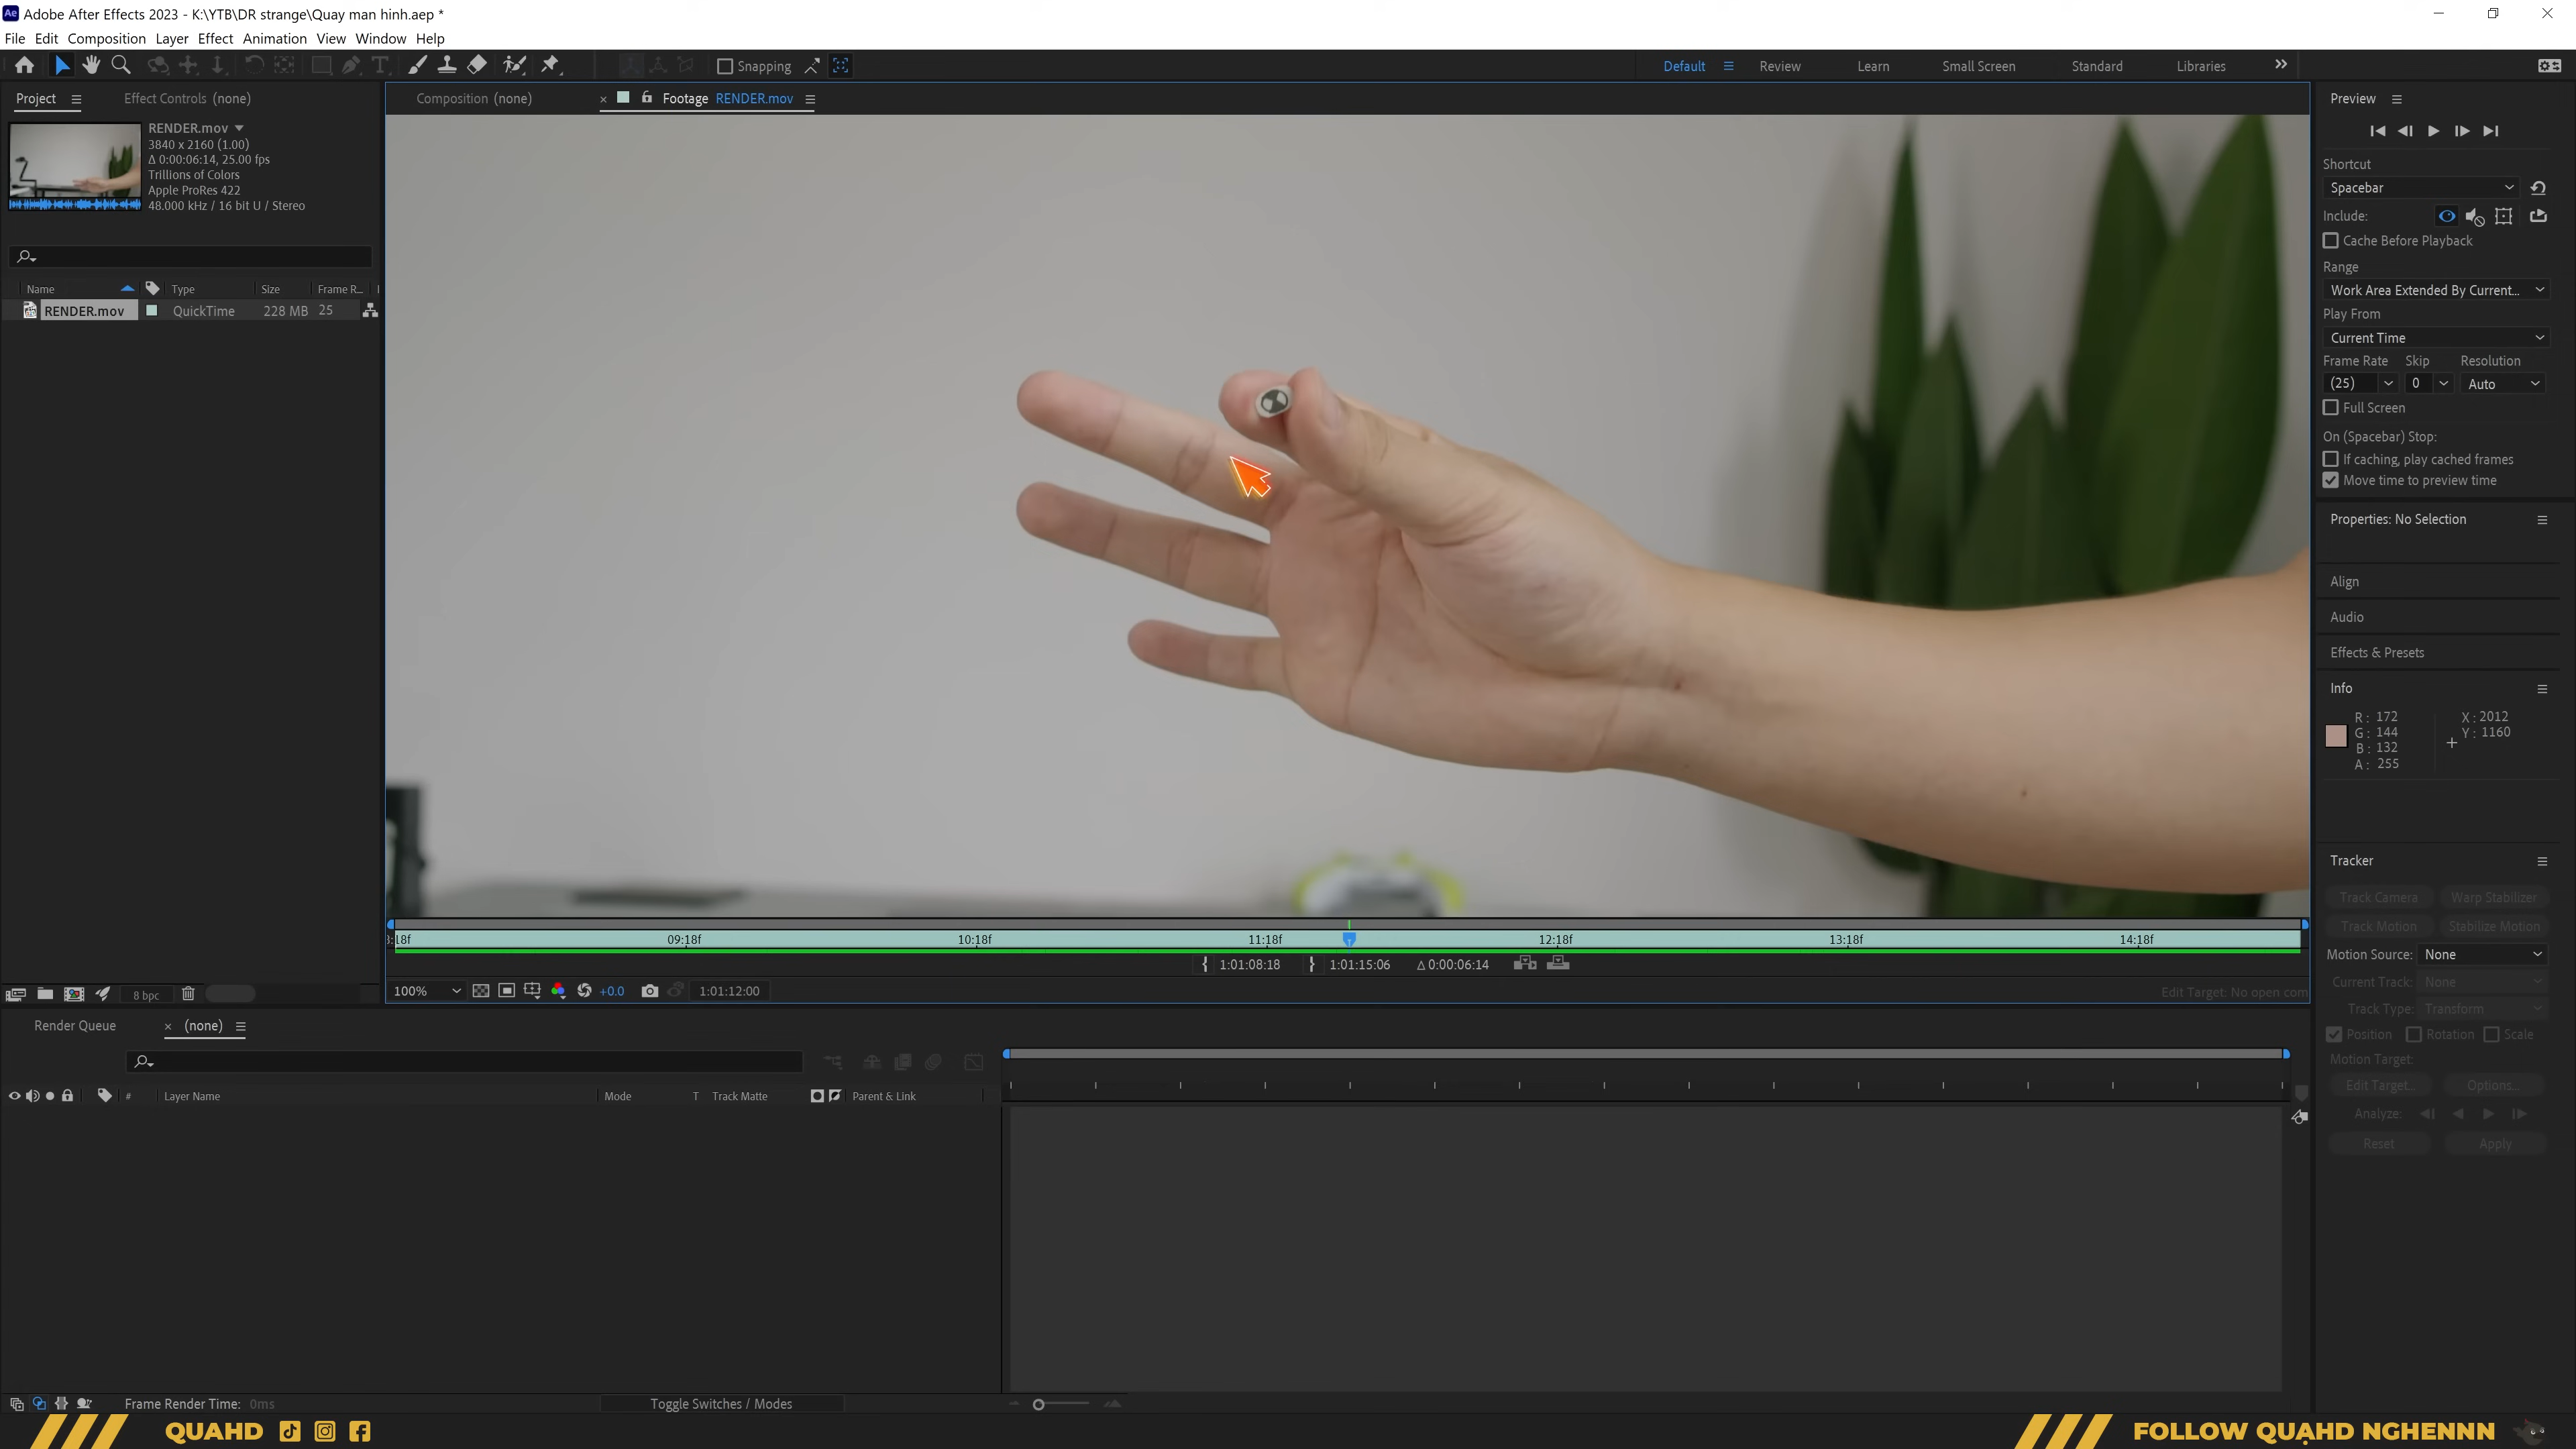 Adobe After Effects 2023 - K:\YTB\DR strange\Quay man hinh.aep *
File Edit Composition Layer Effect Animation View Window Help
Snapping
Default Review Learn Small Screen Standard Libraries
Project Effect Controls (none)
RENDER.mov
3840 x 2160 (1.00)
Δ 0:00:06:14, 25.00 fps
Trillions of Colors
Apple ProRes 422
48.000 kHz / 16 bit U / Stereo
Name Type Size Frame R...
RENDER.mov QuickTime 228 MB 25
8 bpc
Composition (none) × Footage RENDER.mov
18f 09:18f 10:18f 11:18f 12:18f 13:18f 14:18f
1:01:08:18 1:01:15:06 Δ 0:00:06:14
100% +0.0 1:01:12:00 Edit Target: No open com
Preview
Shortcut
Spacebar
Include:
Cache Before Playback
Range
Work Area Extended By Current...
Play From
Current Time
Frame Rate Skip Resolution
(25) 0 Auto
Full Screen
On (Spacebar) Stop:
If caching, play cached frames
Move time to preview time
Properties: No Selection
Align
Audio
Effects & Presets
Info
R: 172
G: 144
B: 132
A: 255
X: 2012
Y: 1160
Tracker
Track Camera Warp Stabilizer
Track Motion Stabilize Motion
Motion Source: None
Current Track: None
Track Type: Transform
Position Rotation Scale
Motion Target:
Edit Target... Options...
Analyze:
Reset Apply
Render Queue × (none)
# Layer Name Mode T Track Matte Parent & Link
Frame Render Time: 0ms Toggle Switches / Modes
QUAHD
FOLLOW QUẠHD NGHENNN